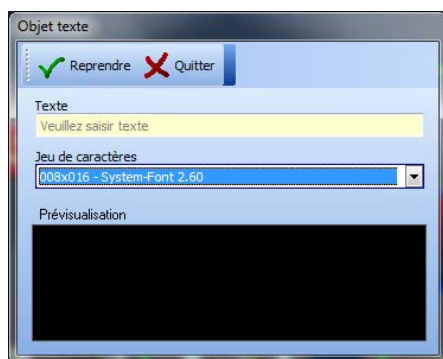 Objet texte
Reprendre Quitter
Texte
Veuillez saisir texte
Jeu de caractères
008x016 - System-Font 2.60
Prévisualisation